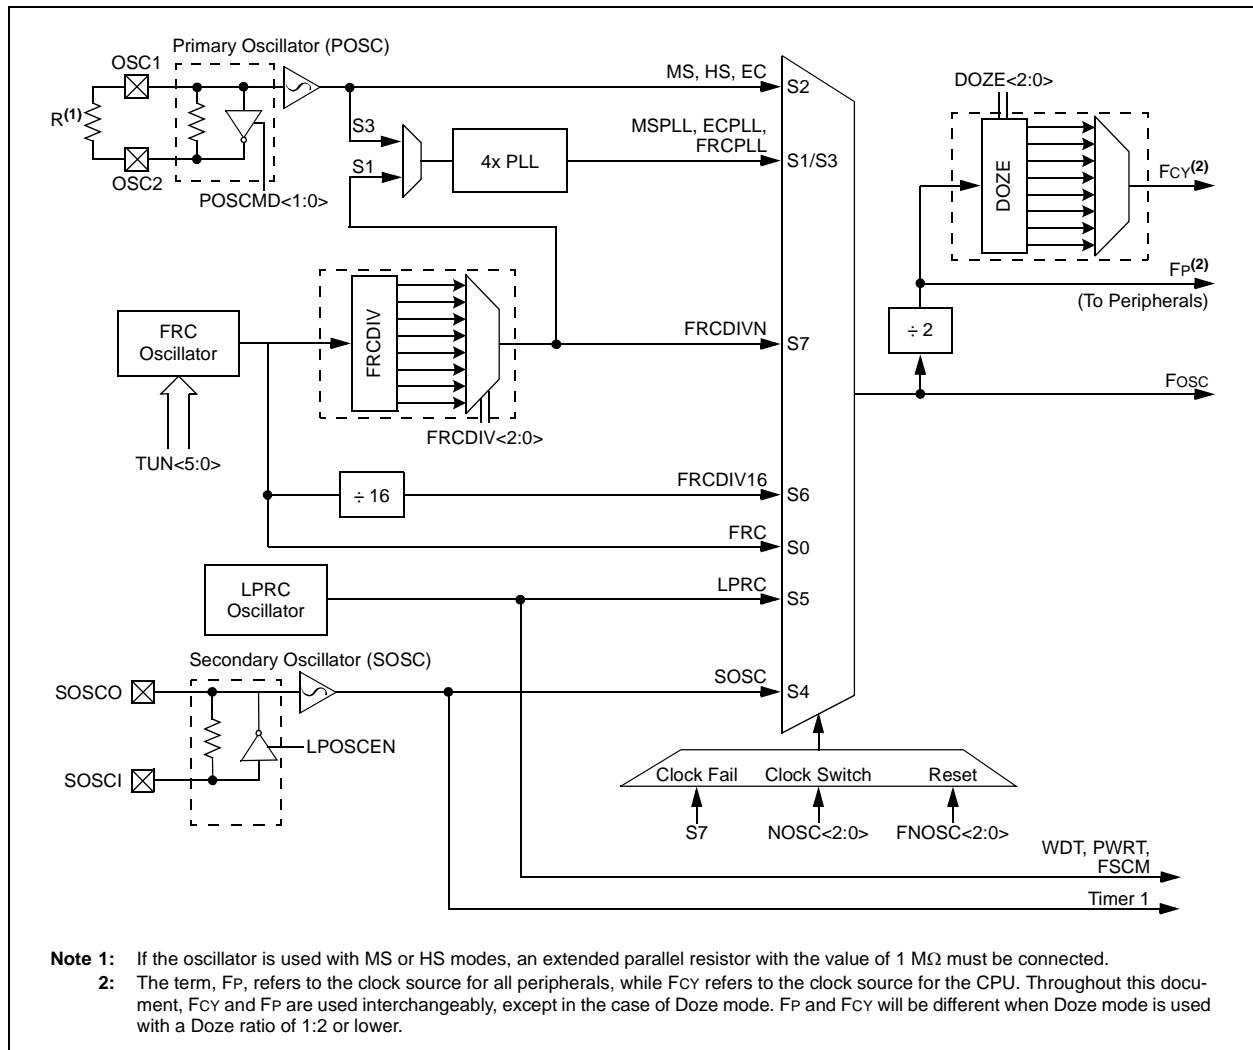 Primary Oscillator (POSC)
OSC1
R(1)
OSC2
POSCMD<1:0>
S3
S1
4x PLL
MS, HS, EC
S2
MSPLL, ECPLL,
FRCPLL
S1/S3
DOZE<2:0>
DOZE
FCY(2)
FP(2)
(To Peripherals)
÷ 2
FOSC
FRC
Oscillator
TUN<5:0>
FRCDIV
FRCDIV<2:0>
FRCDIVN
S7
÷ 16
FRCDIV16
S6
FRC
S0
LPRC
Oscillator
LPRC
S5
Secondary Oscillator (SOSC)
SOSCO
SOSCI
LPOSCEN
SOSC
S4
Clock Fail
Clock Switch
Reset
S7
NOSC<2:0>
FNOSC<2:0>
WDT, PWRT,
FSCM
Timer 1
Note 1: If the oscillator is used with MS or HS modes, an extended parallel resistor with the value of 1 MΩ must be connected.
2: The term, FP, refers to the clock source for all peripherals, while FCY refers to the clock source for the CPU. Throughout this docu-
ment, FCY and FP are used interchangeably, except in the case of Doze mode. FP and FCY will be different when Doze mode is used
with a Doze ratio of 1:2 or lower.